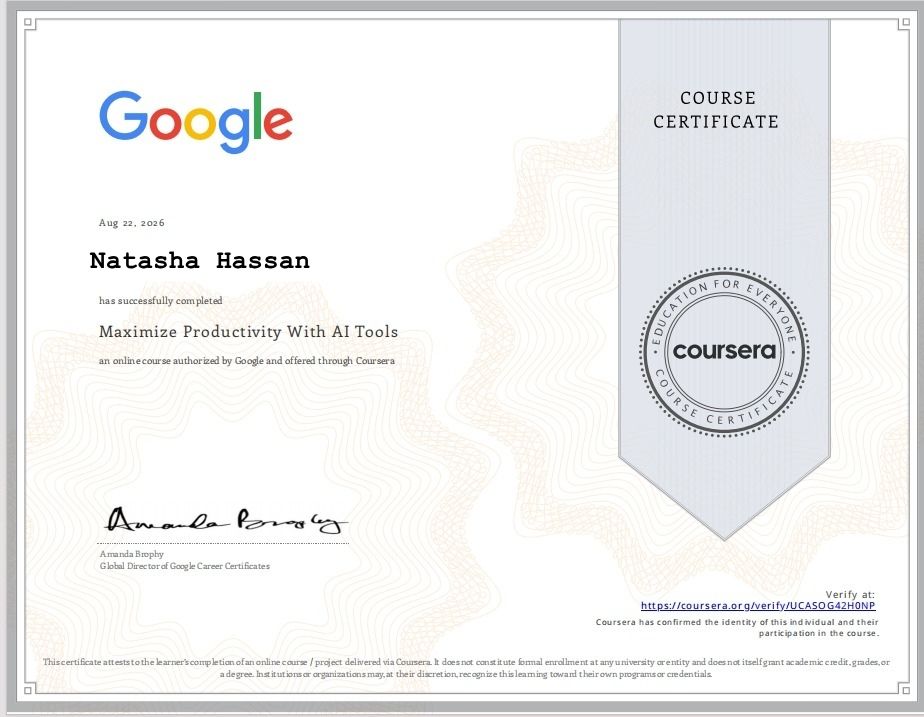 Google
COURSE
CERTIFICATE
Aug 22, 2026
Natasha Hassan
has successfully completed
Maximize Productivity With AI Tools
an online course authorized by Google and offered through Coursera
EDUCATION FOR EVERYONE
coursera
COURSE CERTIFICATE
Amanda Brophy
Amanda Brophy
Global Director of Google Career Certificates
Verify at:
https://coursera.org/verify/UCASOG42H0NP
Coursera has confirmed the identity of this individual and their
participation in the course.
This certificate attests to the learner's completion of an online course / project delivered via Coursera. It does not constitute formal enrollment at any university or entity and does not itself grant academic credit, grades, or
a degree. Institutions or organizations may, at their discretion, recognize this learning toward their own programs or credentials.